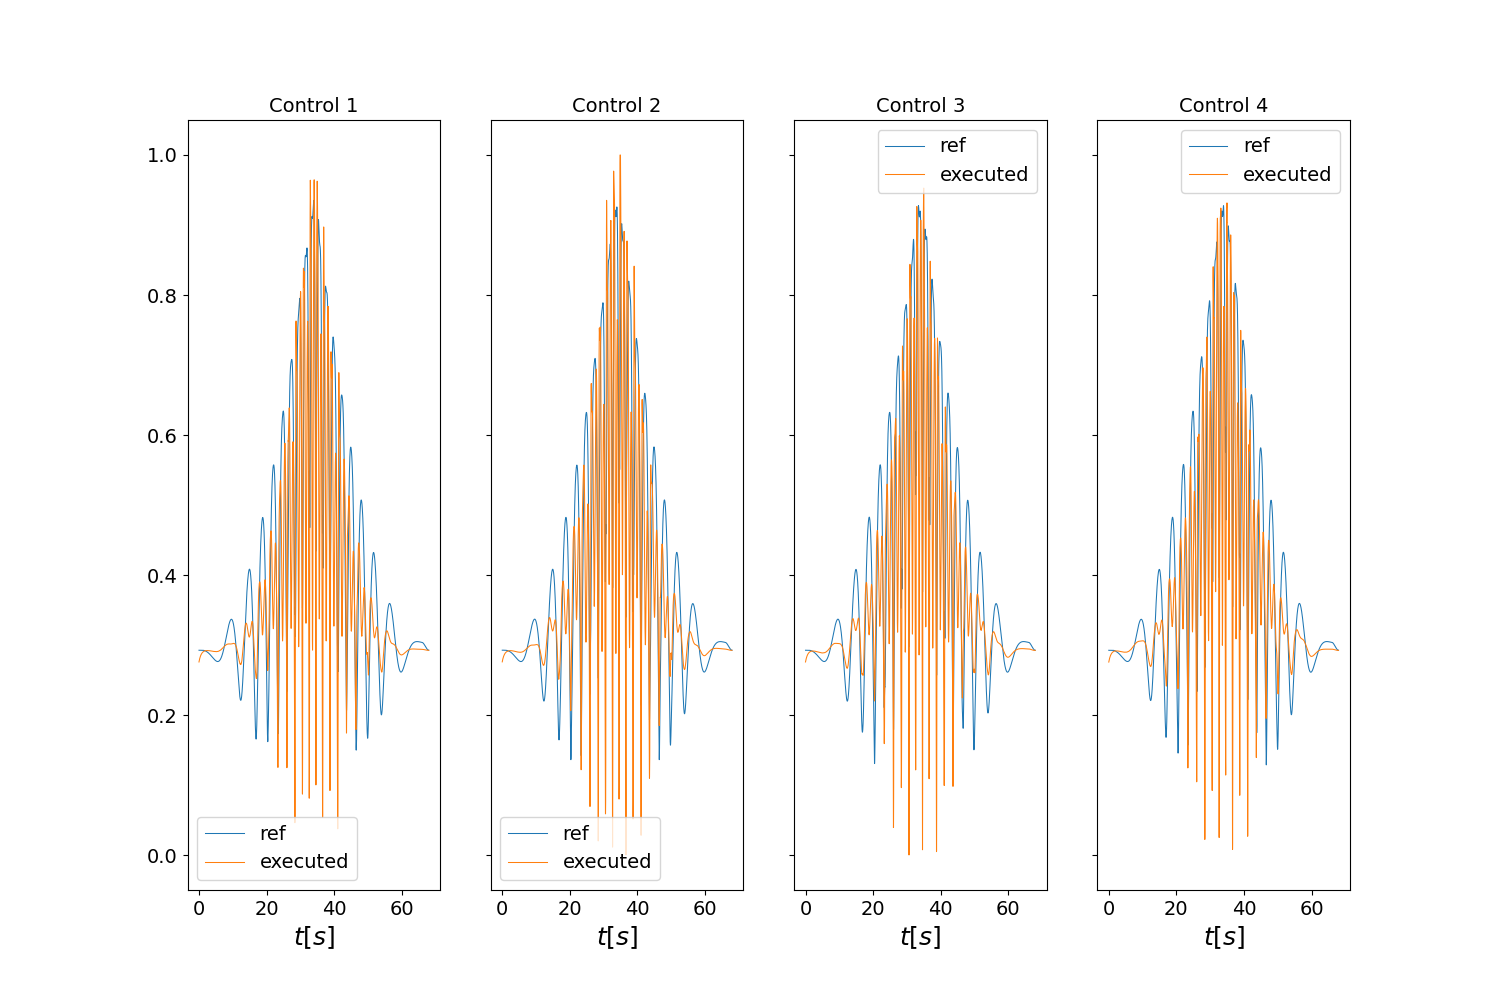 Control 1
Control 2
Control 3
Control 4
1.0
0.8
0.6
0.4
0.2
0.0
ref
executed
ref
executed
ref
executed
ref
executed
0 20 40 60
0 20 40 60
0 20 40 60
0 20 40 60
t[s]
t[s]
t[s]
t[s]